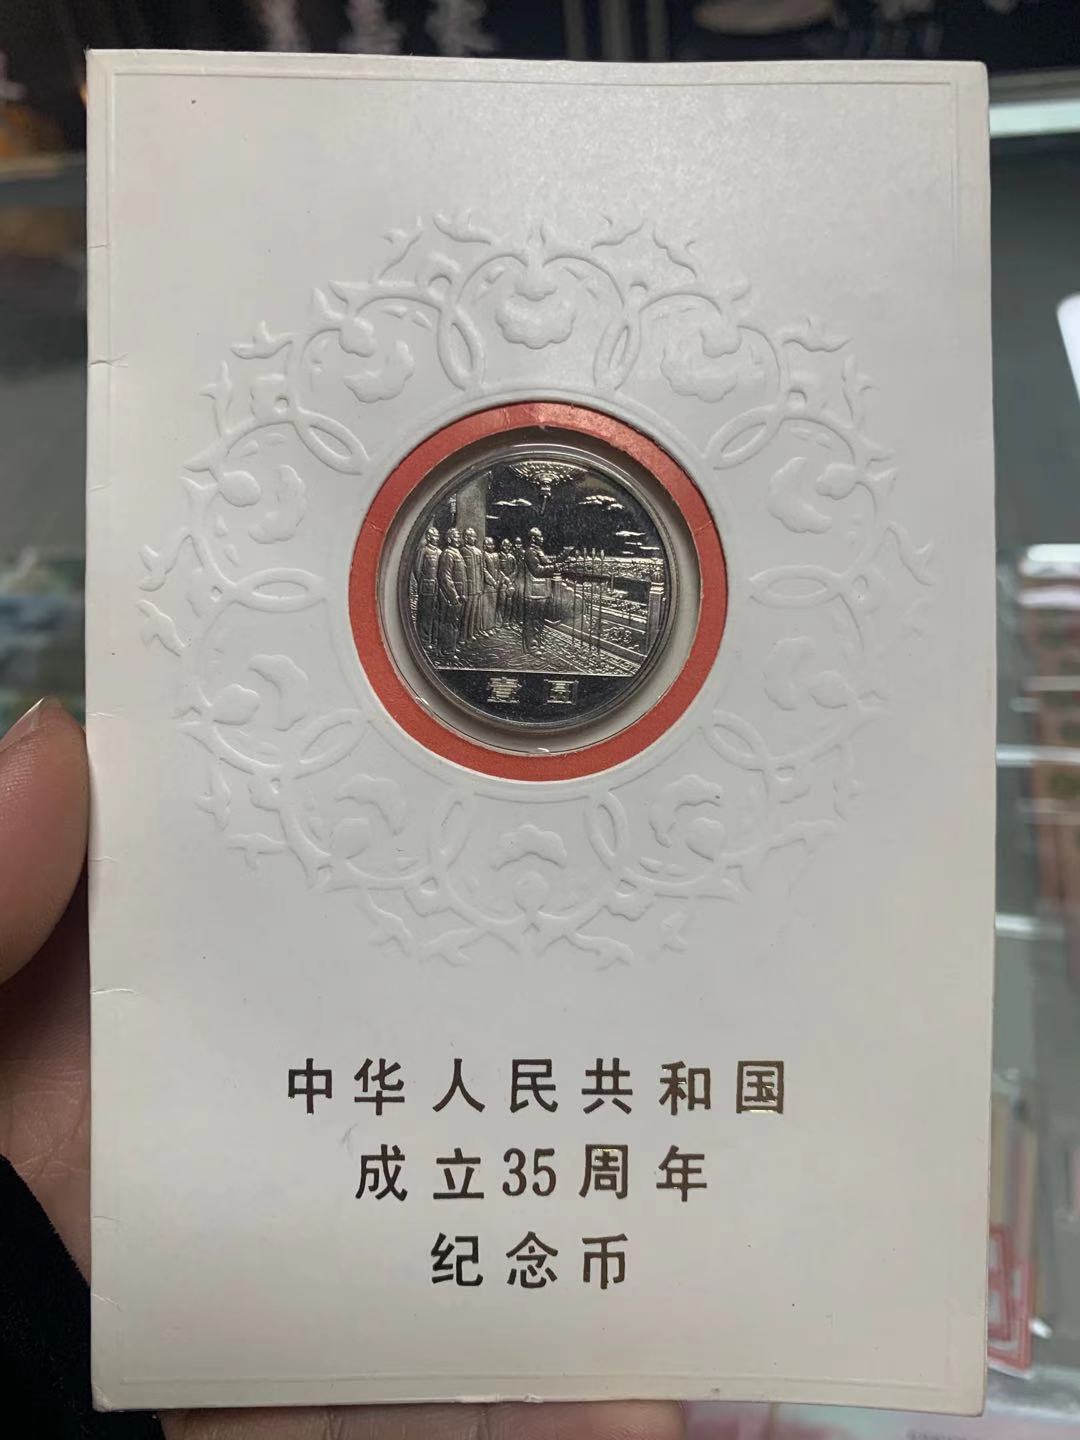 壹圆
中华人民共和国
成立35周年
纪念币